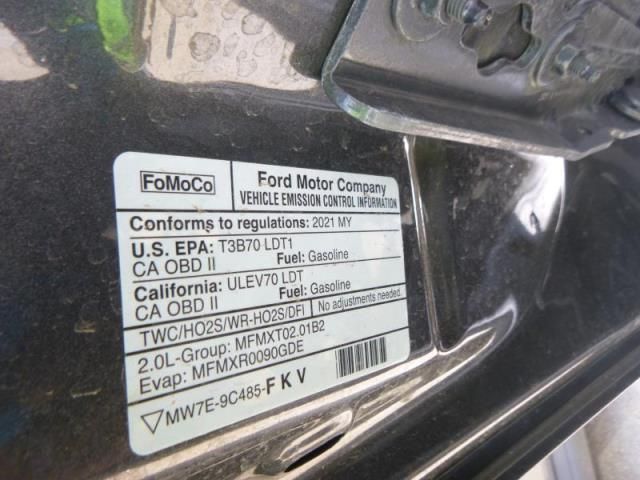 FoMoCo
Ford Motor Company
VEHICLE EMISSION CONTROL INFORMATION
Conforms to regulations: 2021 MY
U.S. EPA: T3B70 LDT1
CA OBD II Fuel: Gasoline
California: ULEV70 LDT
CA OBD II Fuel: Gasoline
TWC/HO2S/WR-HO2S/DFI No adjustments needed.
2.0L-Group: MFMXT02.01B2
Evap: MFMXR0090GDE
MW7E-9C485-F K V